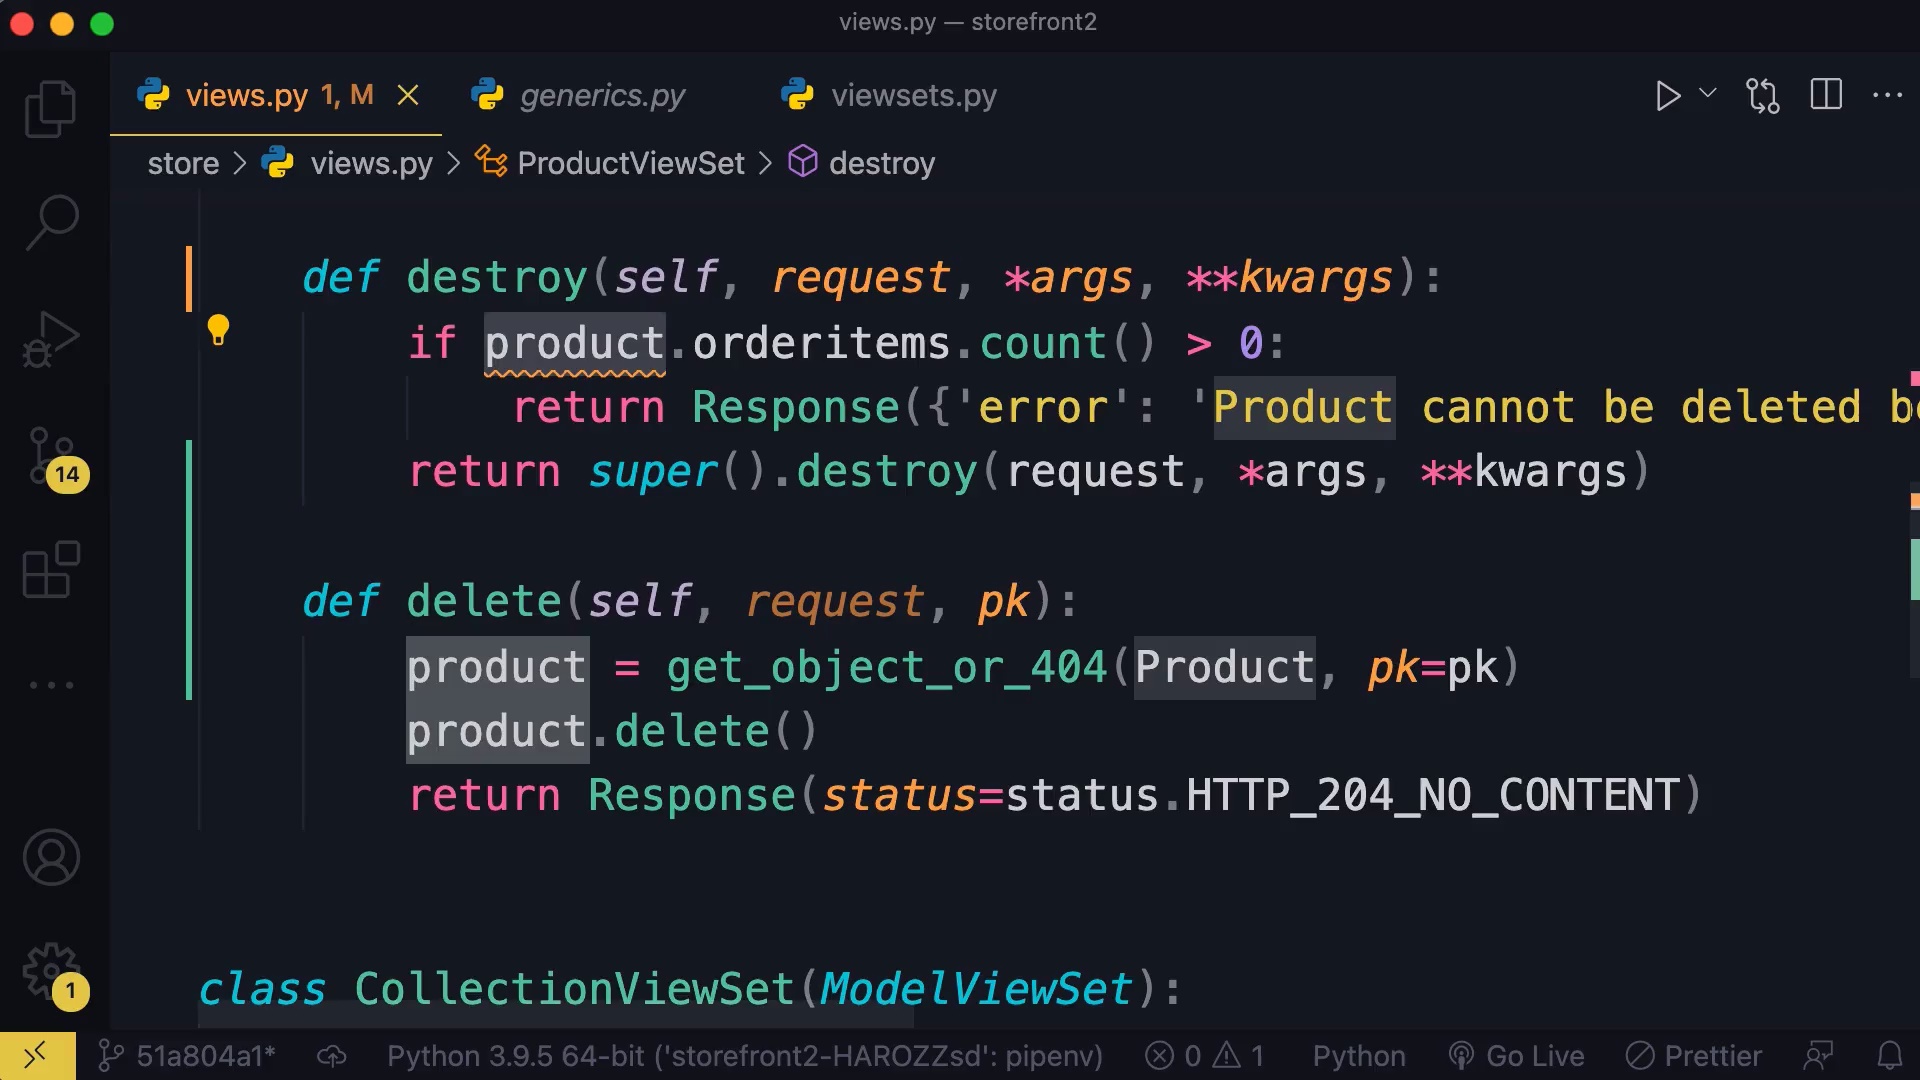 views.py — storefront2
views.py 1, M
generics.py
viewsets.py
store > views.py > ProductViewSet > destroy
def destroy(self, request, *args, **kwargs):
if product.orderitems.count() > 0:
return Response({'error': 'Product cannot be deleted
return super().destroy(request, *args, **kwargs)
def delete(self, request, pk):
product = get_object_or_404(Product, pk=pk)
product.delete()
return Response(status=status.HTTP_204_NO_CONTENT)
class CollectionViewSet(ModelViewSet):
14
1
51a804a1* Python 3.9.5 64-bit ('storefront2-HAROZZsd': pipenv) 0 1 Python Go Live Prettier